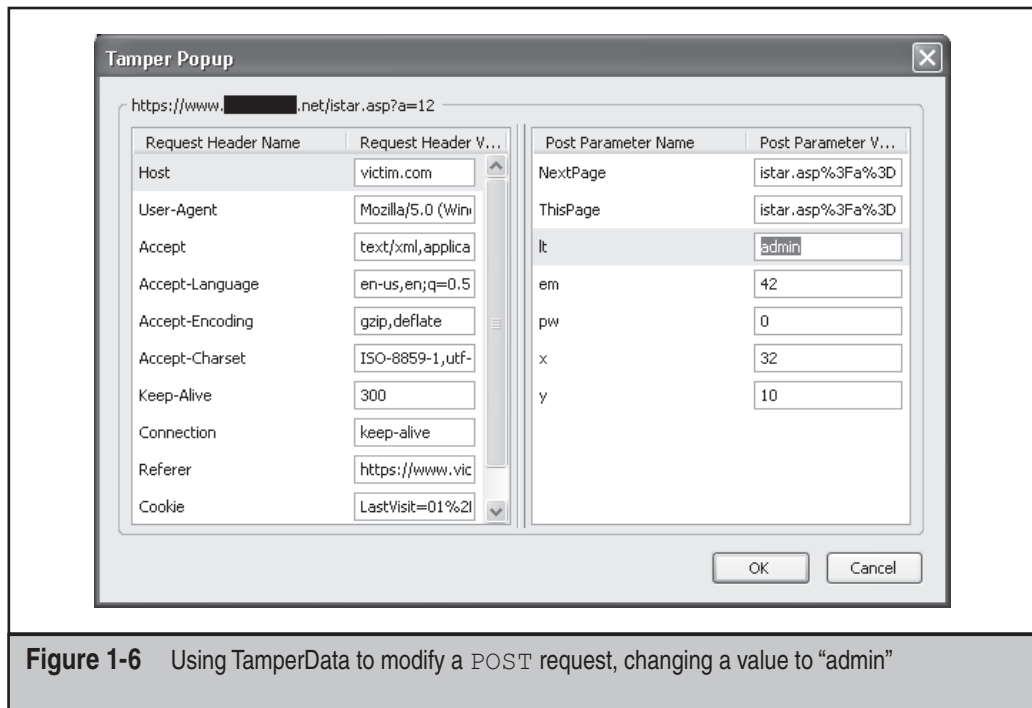 Tamper Popup
https://www. .net/istar.asp?a=12
Request Header Name Request Header V...
Host victim.com
User-Agent Mozilla/5.0 (Win
Accept text/xml,applica
Accept-Language en-us,en;q=0.5
Accept-Encoding gzip,deflate
Accept-Charset ISO-8859-1,utf-
Keep-Alive 300
Connection keep-alive
Referer https://www.vic
Cookie LastVisit=01%2
Post Parameter Name Post Parameter V...
NextPage istar.asp%3Fa%3D
ThisPage istar.asp%3Fa%3D
lt admin
em 42
pw 0
x 32
y 10
OK Cancel
Figure 1-6 Using TamperData to modify a POST request, changing a value to “admin”